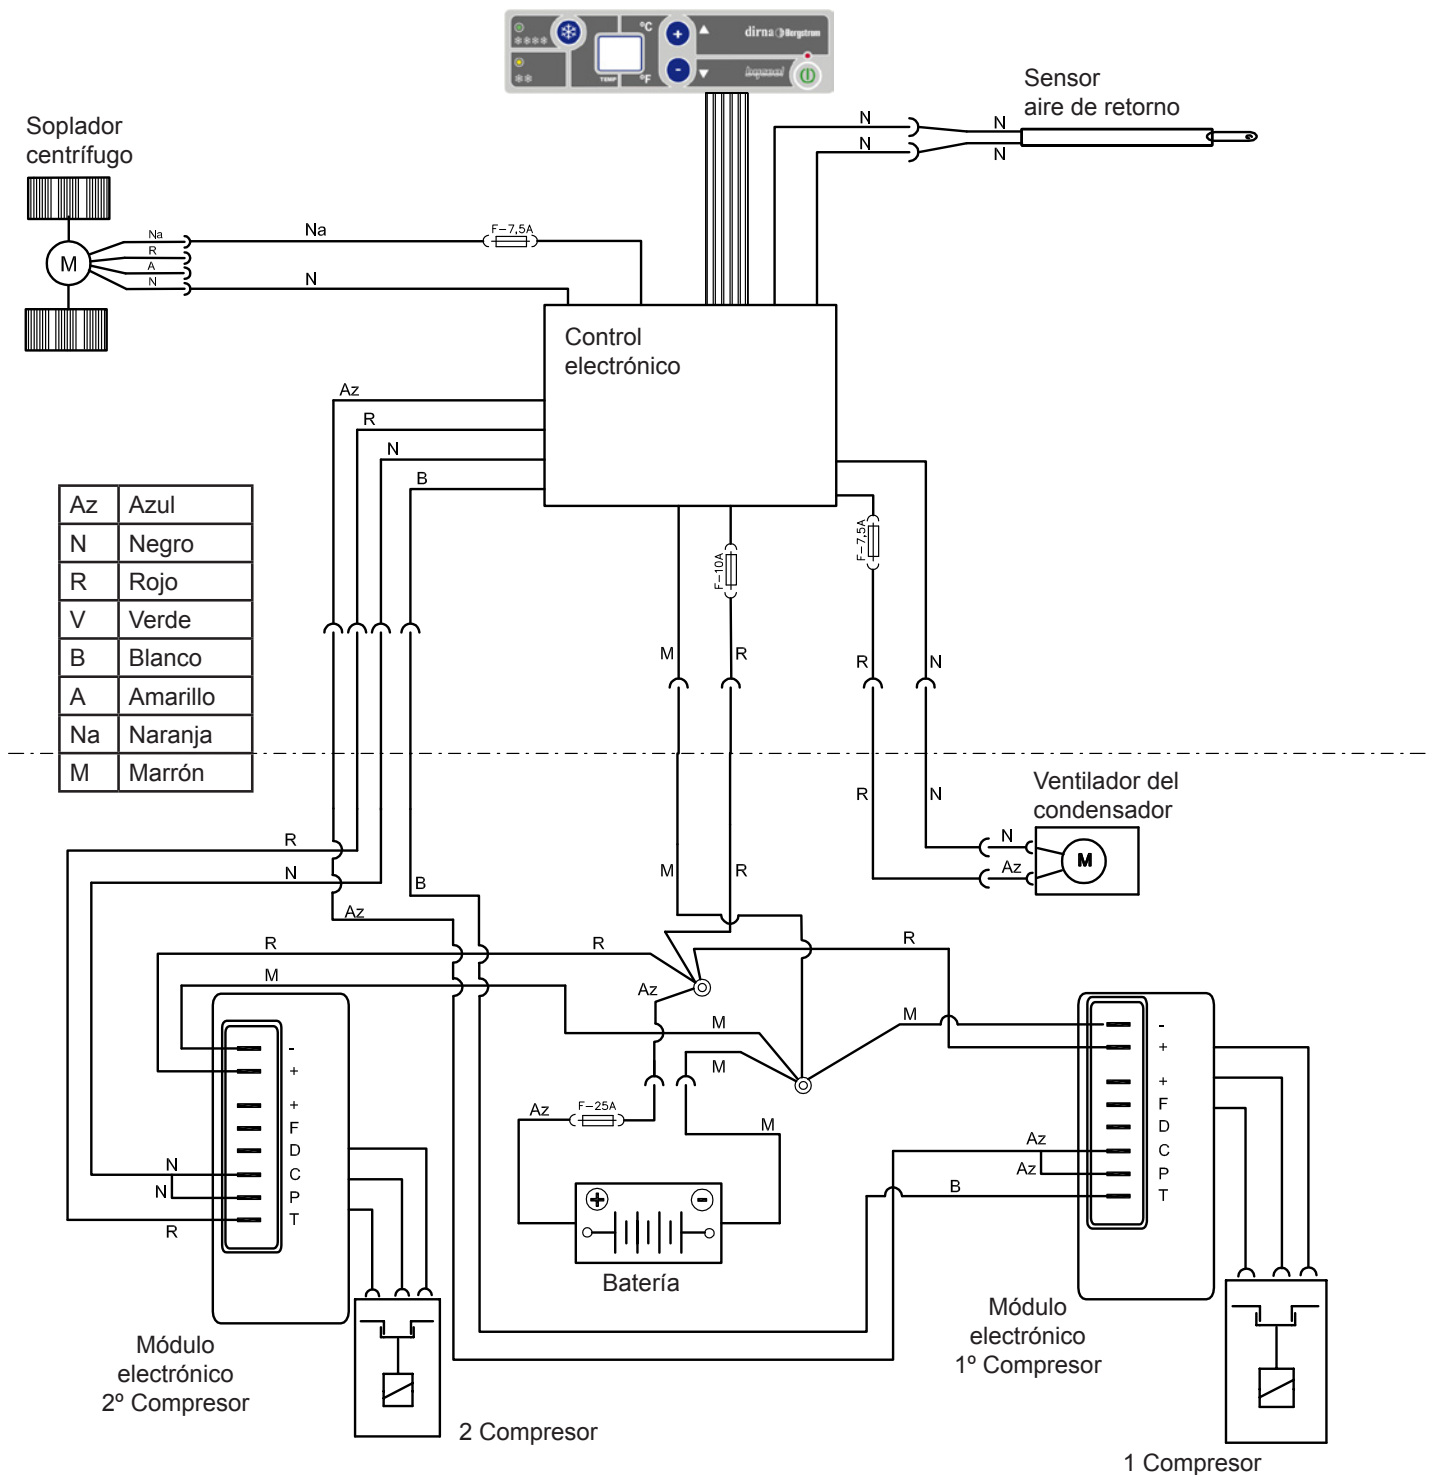 °C
dirna Bergstrom
TEMP
°F
+
-
Sensor
aire de retorno
N
N
N
N
Soplador
centrífugo
Na
R
A
N
M
Na
F-7,5A
N
Control
electrónico
Az
R
N
B
Az Azul
N Negro
R Rojo
V Verde
B Blanco
A Amarillo
Na Naranja
M Marrón
F-10A
F-7,5A
M
R
R
N
R
N
Ventilador del
condensador
N
Az
M
R
N
B
Az
M
R
R
M
R
Az
M
M
R
M
-
+
+
F
D
C
P
T
N
N
R
Az
F-25A
M
+
-
Batería
-
+
+
F
D
C
P
T
Az
Az
B
Módulo
electrónico
2º Compresor
2 Compresor
Módulo
electrónico
1º Compresor
1 Compresor